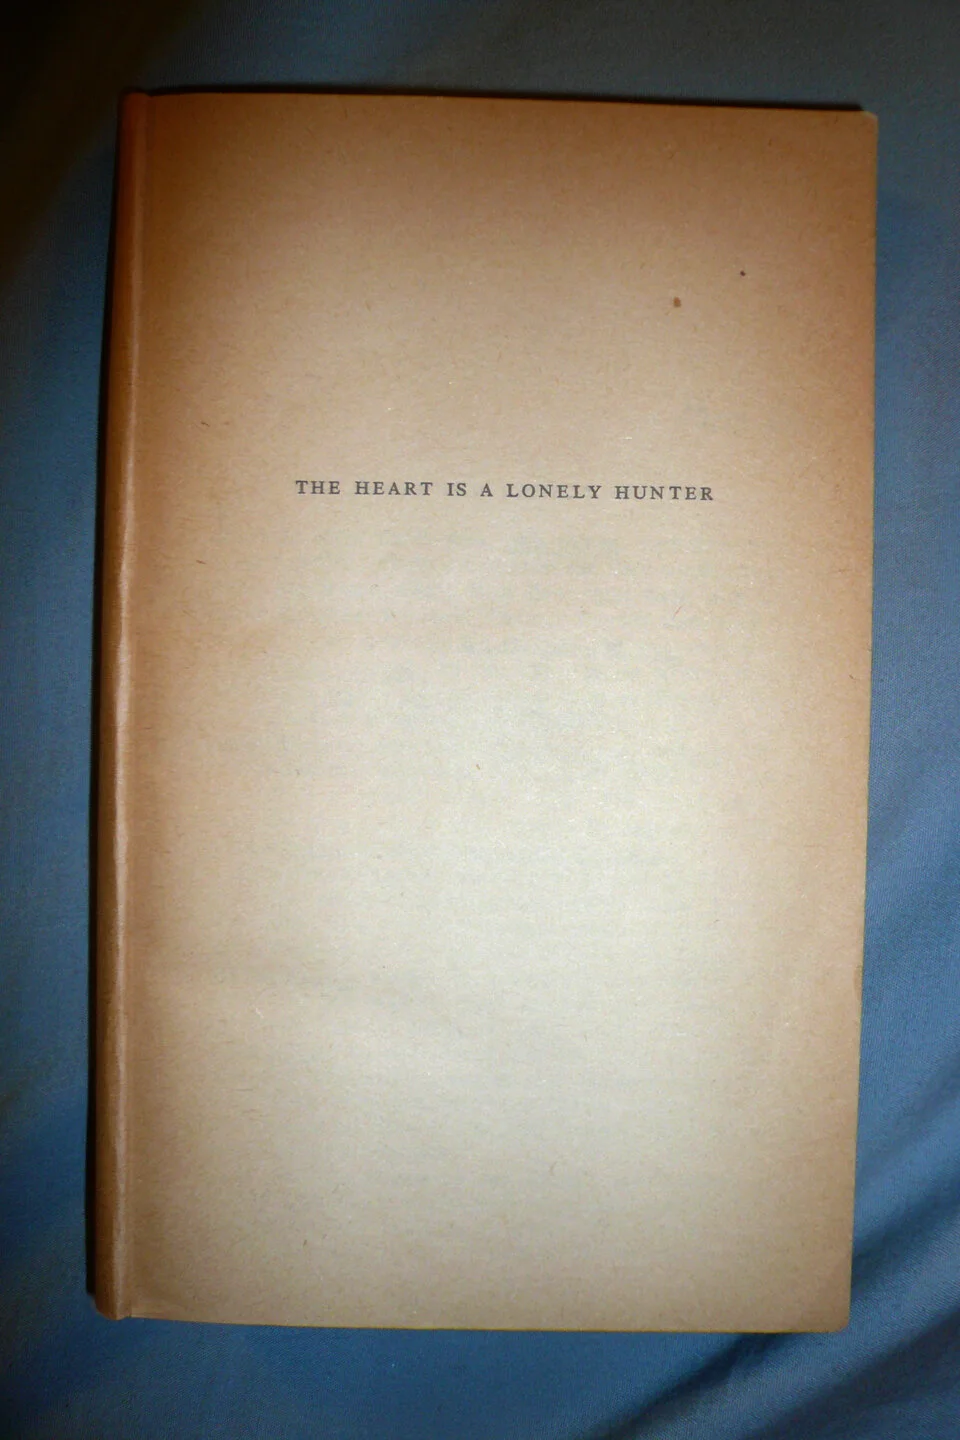 THE HEART IS A LONELY HUNTER